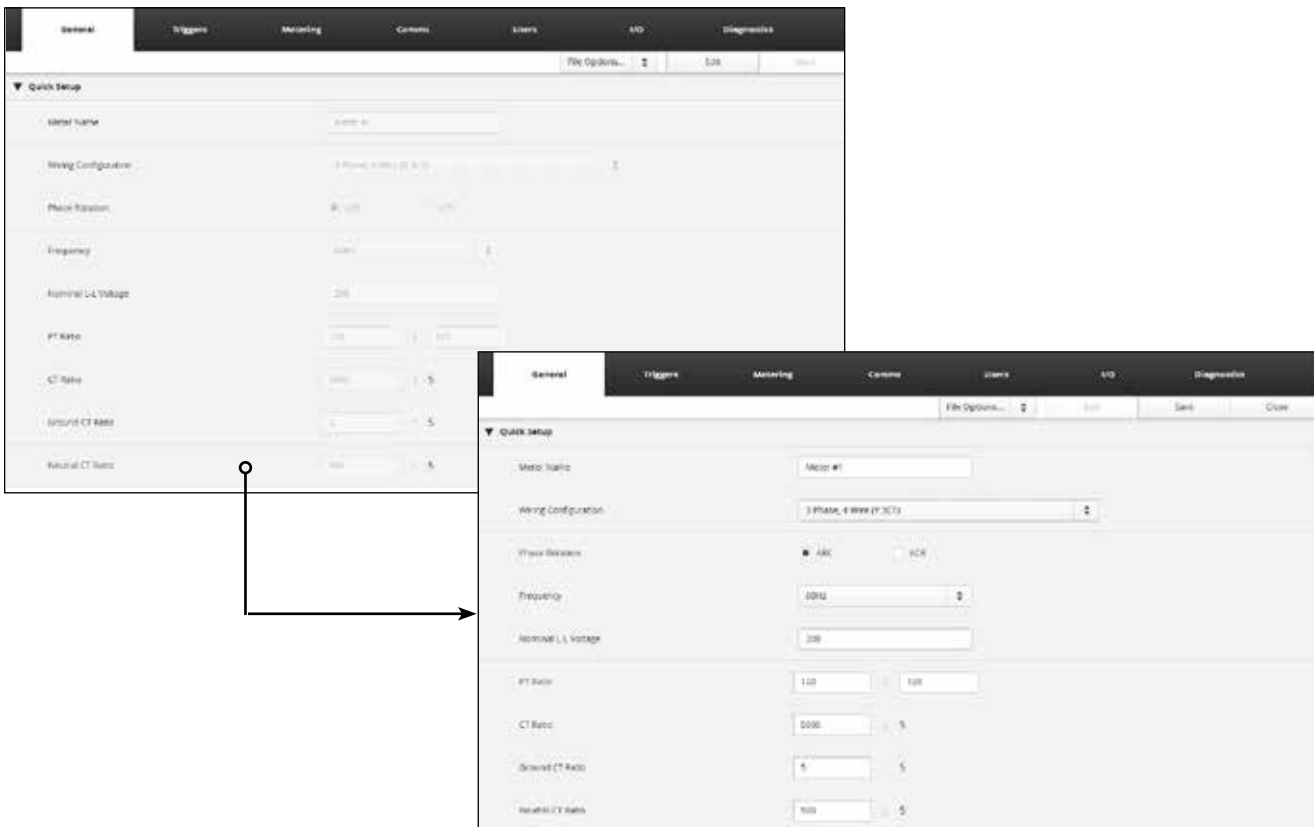 General Triggers Metering Comms Users I/O Diagnostics
File Options... Edit
Quick Setup
Meter Name
Wiring Configuration
Phase Rotation
Frequency
Nominal L-L Voltage
PT Ratio
CT Ratio : 5
Ground CT Ratio 5 : 5
Neutral CT Ratio : 5
General Triggers Metering Comms Users I/O Diagnostics
File Options... Edit Save Close
Quick Setup
Meter Name Meter #1
Wiring Configuration 3 Phase, 4 Wire (Y 3CT)
Phase Rotation ABC ACB
Frequency 60Hz
Nominal L-L Voltage 208
PT Ratio 120 : 120
CT Ratio 5000 : 5
Ground CT Ratio 5 : 5
Neutral CT Ratio : 5